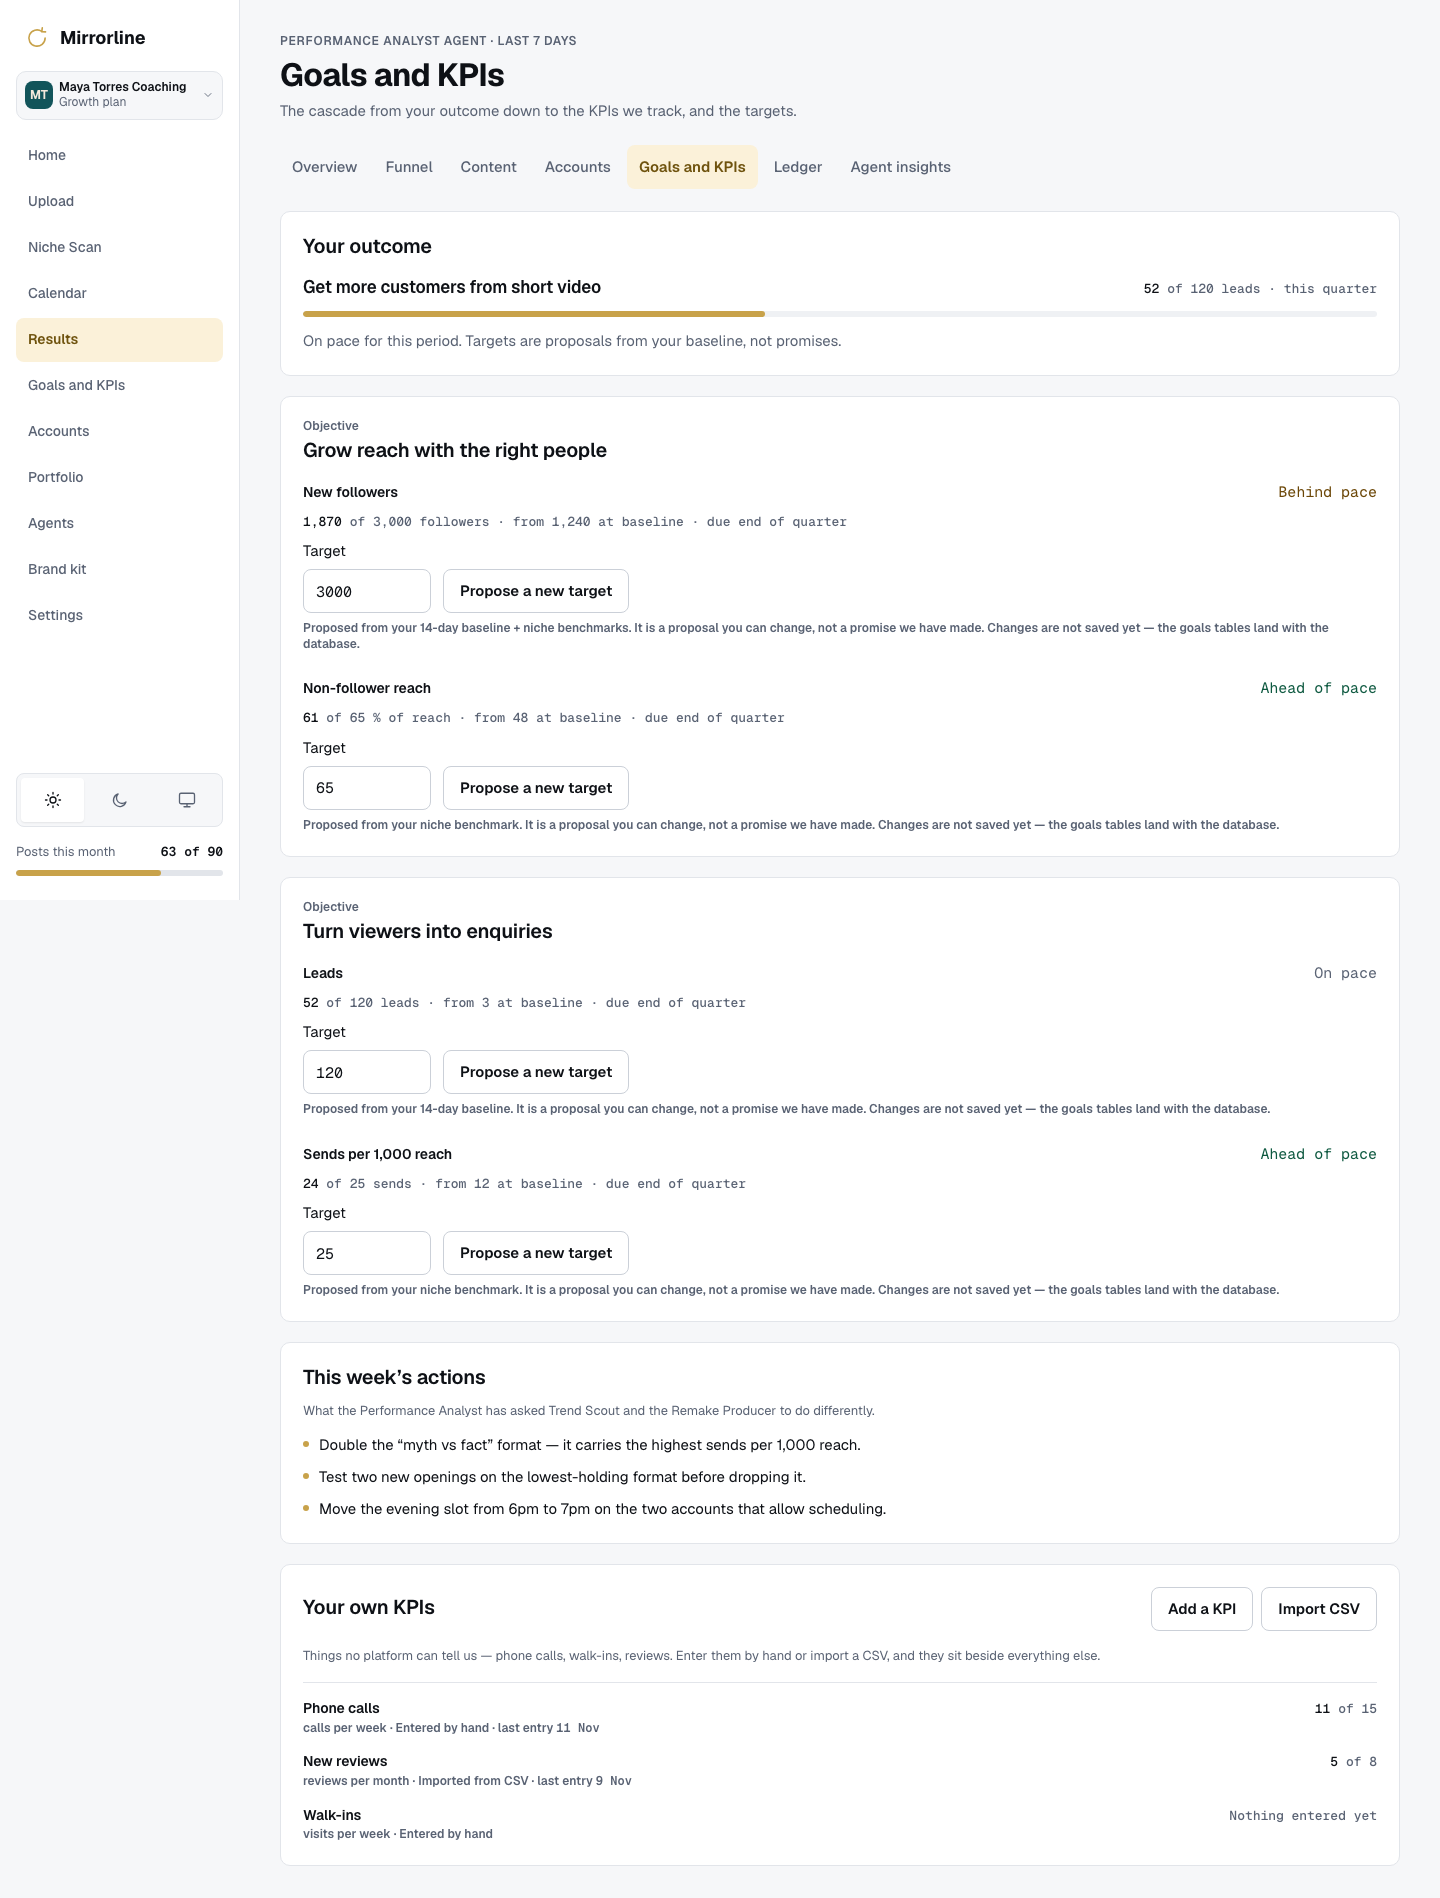 Mirrorline
MT
Maya Torres Coaching
Growth plan
Home
Upload
Niche Scan
Calendar
Results
Goals and KPIs
Accounts
Portfolio
Agents
Brand kit
Settings
Posts this month
63 of 90
PERFORMANCE ANALYST AGENT · LAST 7 DAYS
Goals and KPIs
The cascade from your outcome down to the KPIs we track, and the targets.
Overview
Funnel
Content
Accounts
Goals and KPIs
Ledger
Agent insights
Your outcome
Get more customers from short video
52 of 120 leads · this quarter
On pace for this period. Targets are proposals from your baseline, not promises.
Objective
Grow reach with the right people
New followers
Behind pace
1,870 of 3,000 followers · from 1,240 at baseline · due end of quarter
Target
3000
Propose a new target
Proposed from your 14-day baseline + niche benchmarks. It is a proposal you can change, not a promise we have made. Changes are not saved yet — the goals tables land with the
database.
Non-follower reach
Ahead of pace
61 of 65 % of reach · from 48 at baseline · due end of quarter
Target
65
Propose a new target
Proposed from your niche benchmark. It is a proposal you can change, not a promise we have made. Changes are not saved yet — the goals tables land with the database.
Objective
Turn viewers into enquiries
Leads
On pace
52 of 120 leads · from 3 at baseline · due end of quarter
Target
120
Propose a new target
Proposed from your 14-day baseline. It is a proposal you can change, not a promise we have made. Changes are not saved yet — the goals tables land with the database.
Sends per 1,000 reach
Ahead of pace
24 of 25 sends · from 12 at baseline · due end of quarter
Target
25
Propose a new target
Proposed from your niche benchmark. It is a proposal you can change, not a promise we have made. Changes are not saved yet — the goals tables land with the database.
This week’s actions
What the Performance Analyst has asked Trend Scout and the Remake Producer to do differently.
Double the “myth vs fact” format — it carries the highest sends per 1,000 reach.
Test two new openings on the lowest-holding format before dropping it.
Move the evening slot from 6pm to 7pm on the two accounts that allow scheduling.
Your own KPIs
Add a KPI
Import CSV
Things no platform can tell us — phone calls, walk-ins, reviews. Enter them by hand or import a CSV, and they sit beside everything else.
Phone calls
11 of 15
calls per week · Entered by hand · last entry 11 Nov
New reviews
5 of 8
reviews per month · Imported from CSV · last entry 9 Nov
Walk-ins
Nothing entered yet
visits per week · Entered by hand